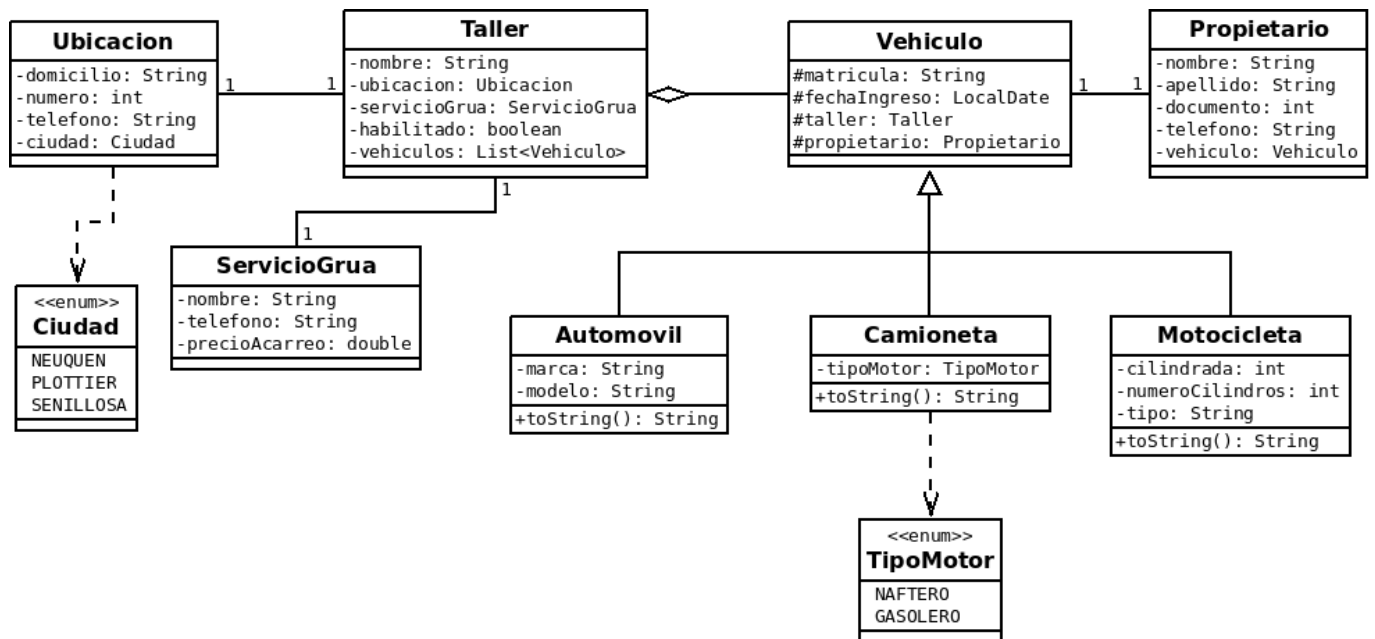 Ubicacion
-domicilio: String
-numero: int
-telefono: String
-ciudad: Ciudad
1
1
Taller
-nombre: String
-ubicacion: Ubicacion
-servicioGrua: ServicioGrua
-habilitado: boolean
-vehiculos: List<Vehiculo>
Vehiculo
#matricula: String
#fechaIngreso: LocalDate
#taller: Taller
#propietario: Propietario
1
1
Propietario
-nombre: String
-apellido: String
-documento: int
-telefono: String
-vehiculo: Vehiculo
1
1
ServicioGrua
-nombre: String
-telefono: String
-precioAcarreo: double
<<enum>>
Ciudad
NEUQUEN
PLOTTIER
SENILLOSA
Automovil
-marca: String
-modelo: String
+toString(): String
Camioneta
-tipoMotor: TipoMotor
+toString(): String
Motocicleta
-cilindrada: int
-numeroCilindros: int
-tipo: String
+toString(): String
<<enum>>
TipoMotor
NAFTERO
GASOLERO